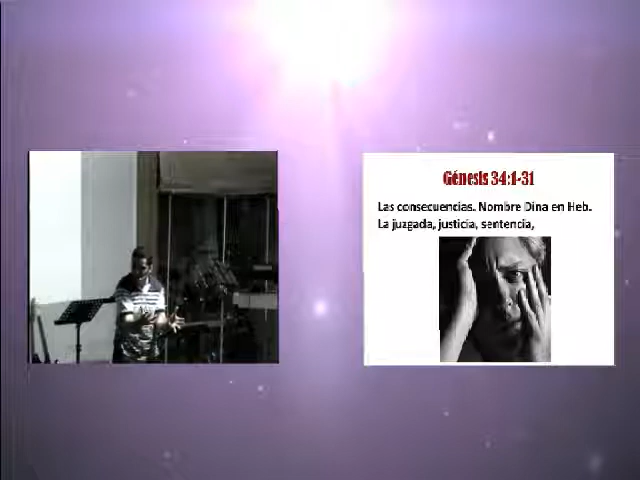 Génesis 34:1-31
Las consecuencias. Nombre Dina en Heb.
La juzgada, justicia, sentencia,